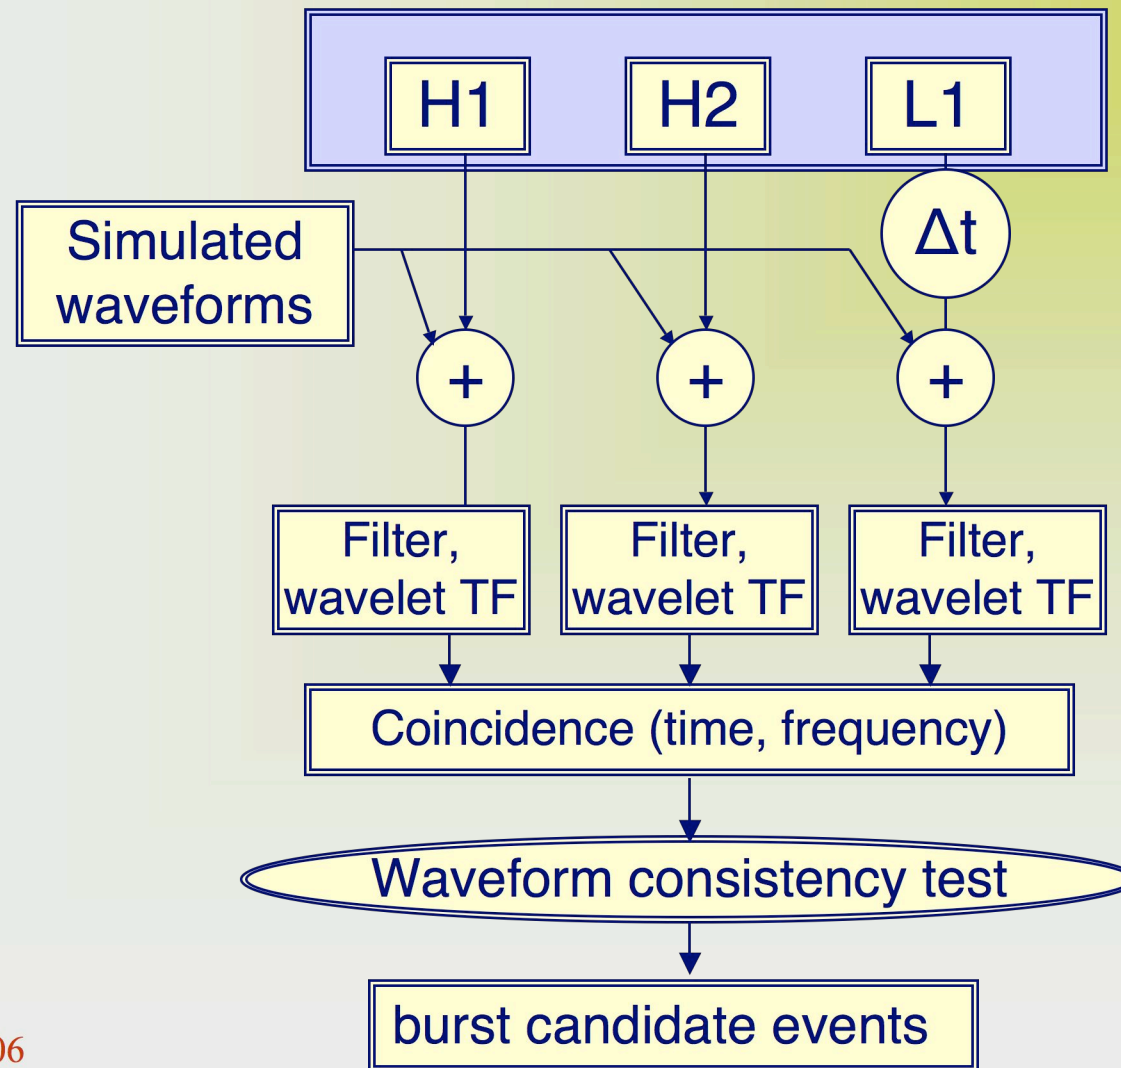 H1
H2
L1
Δt
Simulated
waveforms
+
+
+
Filter,
wavelet TF
Filter,
wavelet TF
Filter,
wavelet TF
Coincidence (time, frequency)
Waveform consistency test
burst candidate events
06